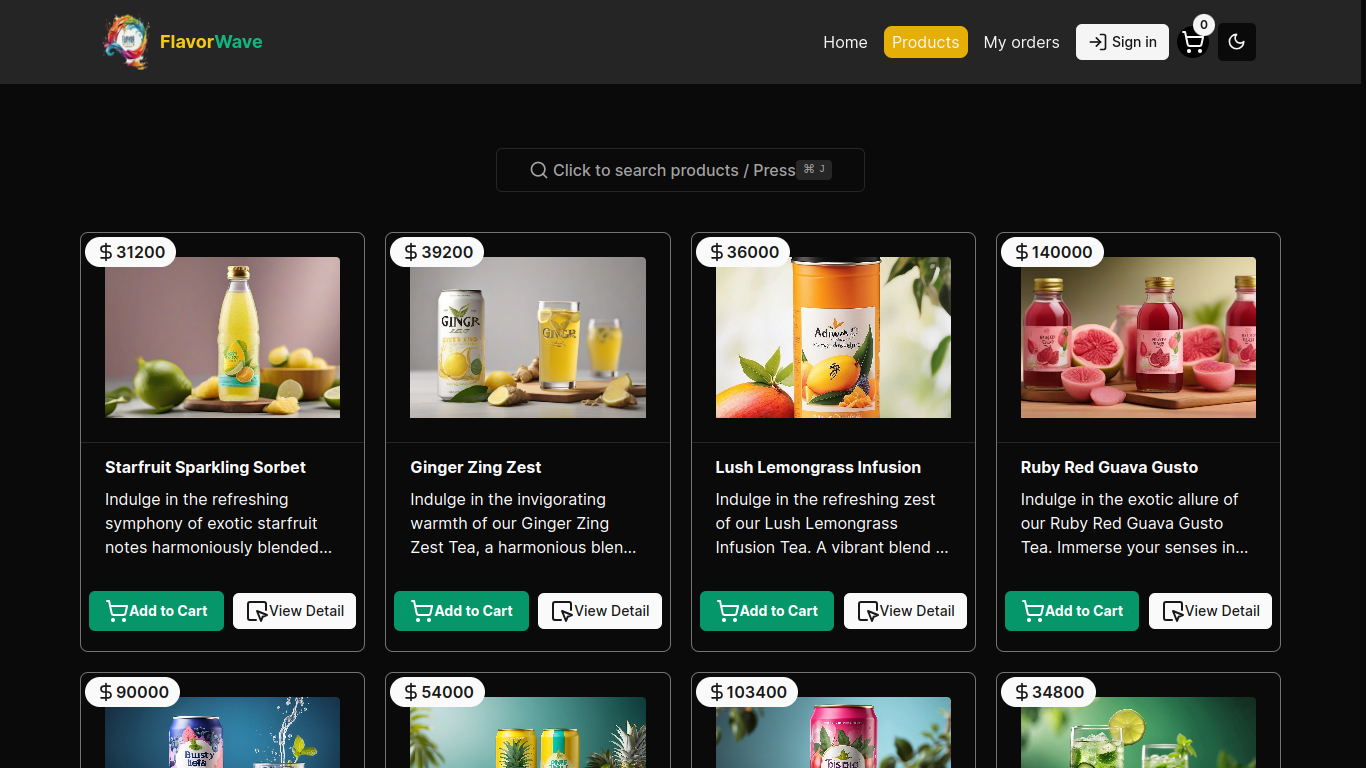 FlavorWave
Home
Products
My orders
Sign in
0
Click to search products / Press ⌘ J
$31200
$39200
$36000
$140000
GINGR
GINGR
Starfruit Sparkling Sorbet
Indulge in the refreshing
symphony of exotic starfruit
notes harmoniously blended...
Add to Cart
View Detail
Ginger Zing Zest
Indulge in the invigorating
warmth of our Ginger Zing
Zest Tea, a harmonious blen...
Add to Cart
View Detail
Lush Lemongrass Infusion
Indulge in the refreshing zest
of our Lush Lemongrass
Infusion Tea. A vibrant blend ...
Add to Cart
View Detail
Ruby Red Guava Gusto
Indulge in the exotic allure of
our Ruby Red Guava Gusto
Tea. Immerse your senses in...
Add to Cart
View Detail
$90000
$54000
$103400
$34800